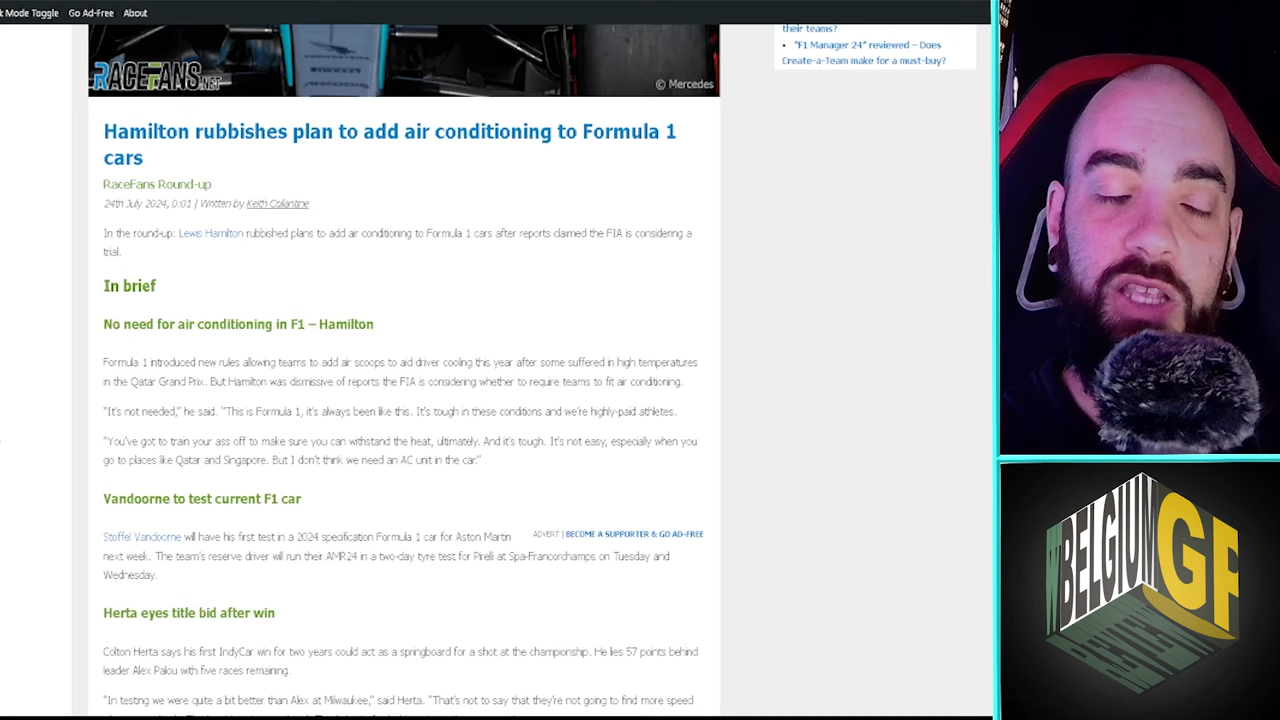 k Mode Toggle Go Ad-Free About
their teams?
"F1 Manager 24" reviewed – Does
Create-a-Team make for a must-buy?
RACEFANS.NET
© Mercedes
Hamilton rubbishes plan to add air conditioning to Formula 1
cars
RaceFans Round-up
24th July 2024, 0:01 | Written by Keith Collantine
In the round-up: Lewis Hamilton rubbished plans to add air conditioning to Formula 1 cars after reports claimed the FIA is considering a
trial.
In brief
No need for air conditioning in F1 – Hamilton
Formula 1 introduced new rules allowing teams to add air scoops to aid driver cooling this year after some suffered in high temperatures
in the Qatar Grand Prix. But Hamilton was dismissive of reports the FIA is considering whether to require teams to fit air conditioning.
"It's not needed," he said. "This is Formula 1, it's always been like this. It's tough in these conditions and we're highly-paid athletes.
"You've got to train your ass off to make sure you can withstand the heat, ultimately. And it's tough. It's not easy, especially when you
go to places like Qatar and Singapore. But I don't think we need an AC unit in the car."
Vandoorne to test current F1 car
Stoffel Vandoorne will have his first test in a 2024 specification Formula 1 car for Aston Martin
ADVERT | BECOME A SUPPORTER & GO AD-FREE
next week. The team's reserve driver will run their AMR24 in a two-day tyre test for Pirelli at Spa-Francorchamps on Tuesday and
Wednesday.
Herta eyes title bid after win
Colton Herta says his first IndyCar win for two years could act as a springboard for a shot at the championship. He lies 57 points behind
leader Alex Palou with five races remaining.
"In testing we were quite a bit better than Alex at Milwaukee," said Herta. "That's not to say that they're not going to find more speed
BELGIUM GP
REVIEW